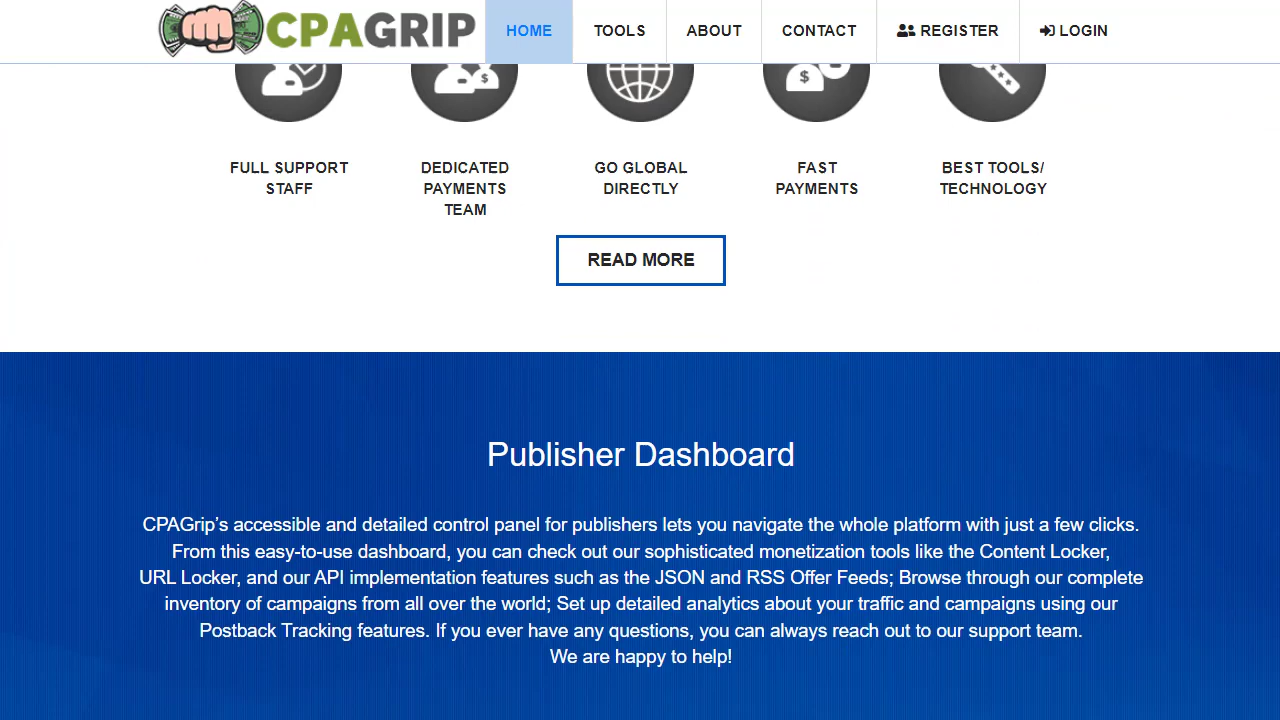 CPAGRIP
HOME
TOOLS
ABOUT
CONTACT
REGISTER
LOGIN
FULL SUPPORT
STAFF
DEDICATED
PAYMENTS
TEAM
GO GLOBAL
DIRECTLY
FAST
PAYMENTS
BEST TOOLS/
TECHNOLOGY
READ MORE
Publisher Dashboard
CPAGrip’s accessible and detailed control panel for publishers lets you navigate the whole platform with just a few clicks.
From this easy-to-use dashboard, you can check out our sophisticated monetization tools like the Content Locker,
URL Locker, and our API implementation features such as the JSON and RSS Offer Feeds; Browse through our complete
inventory of campaigns from all over the world; Set up detailed analytics about your traffic and campaigns using our
Postback Tracking features. If you ever have any questions, you can always reach out to our support team.
We are happy to help!